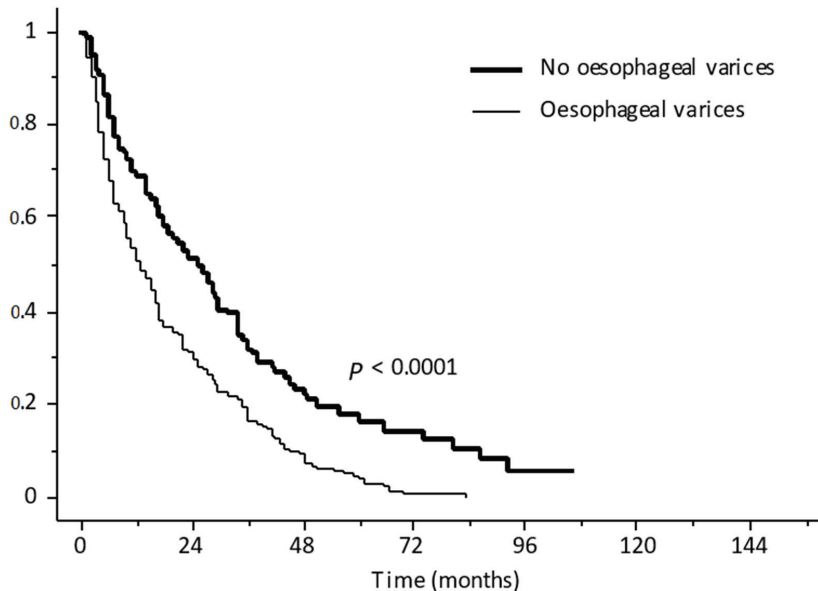 1
No oesophageal varices
Oesophageal varices
0.8
0.6
0.4
P < 0.0001
0.2
0
0 24 48 72 96 120 144
Time (months)